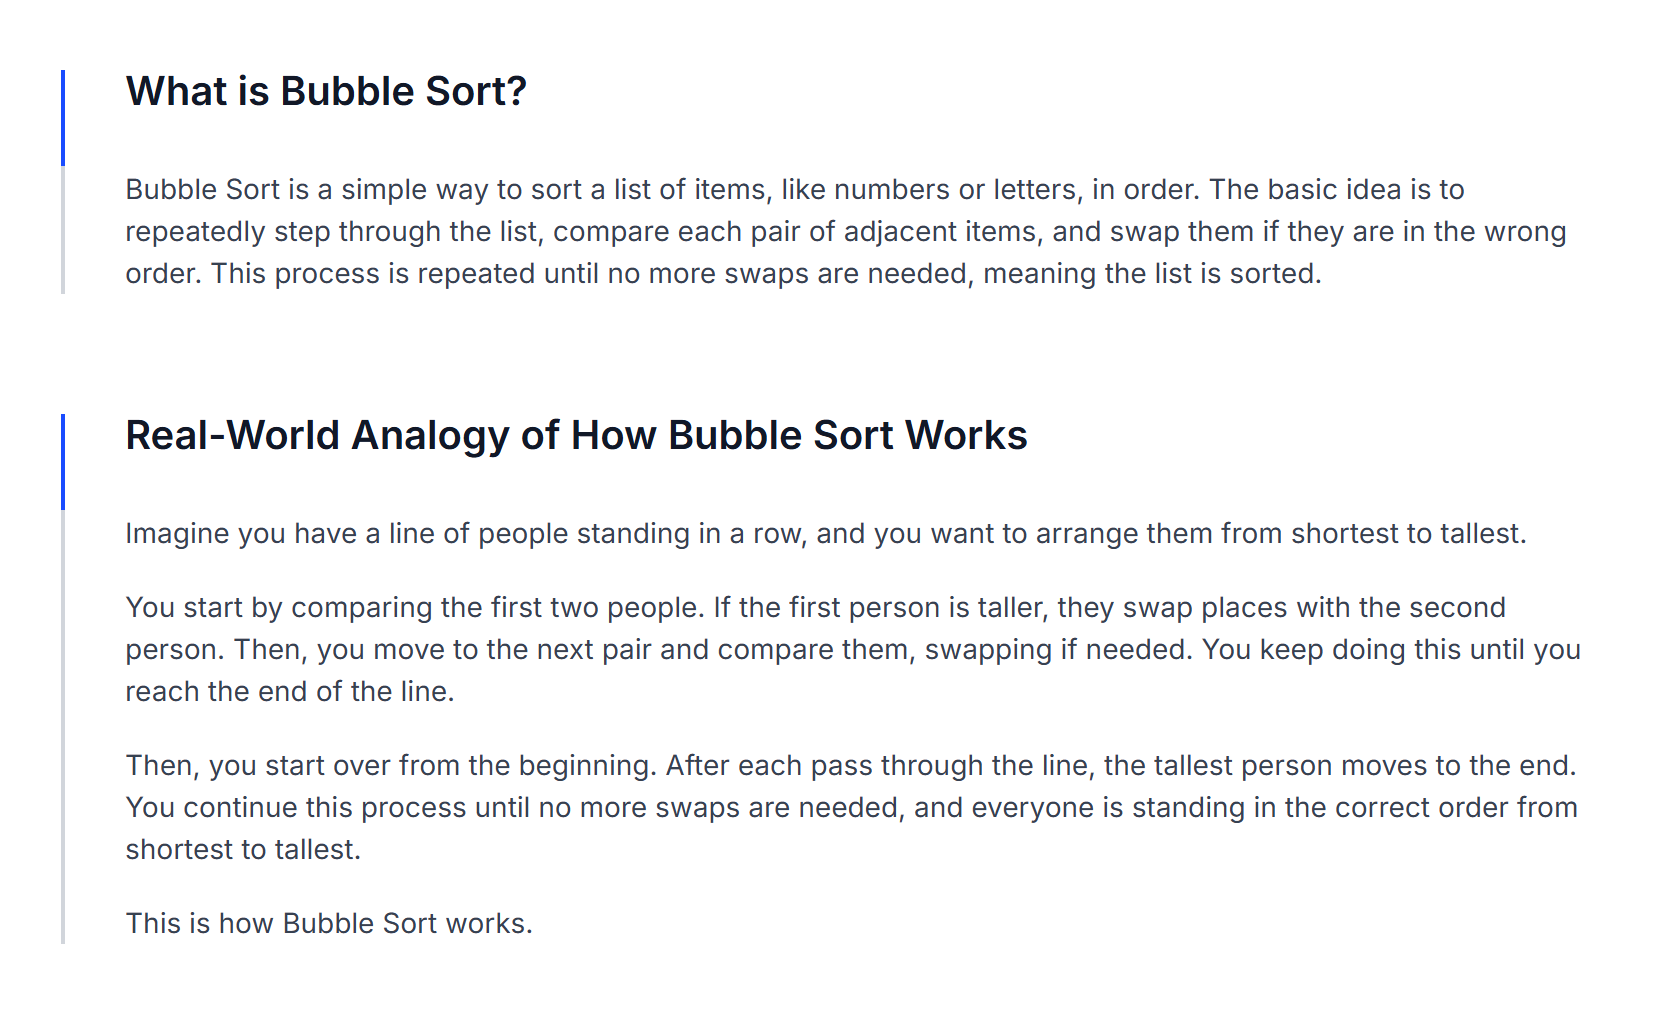 What is Bubble Sort?
Bubble Sort is a simple way to sort a list of items, like numbers or letters, in order. The basic idea is to
repeatedly step through the list, compare each pair of adjacent items, and swap them if they are in the wrong
order. This process is repeated until no more swaps are needed, meaning the list is sorted.
Real-World Analogy of How Bubble Sort Works
Imagine you have a line of people standing in a row, and you want to arrange them from shortest to tallest.
You start by comparing the first two people. If the first person is taller, they swap places with the second
person. Then, you move to the next pair and compare them, swapping if needed. You keep doing this until you
reach the end of the line.
Then, you start over from the beginning. After each pass through the line, the tallest person moves to the end.
You continue this process until no more swaps are needed, and everyone is standing in the correct order from
shortest to tallest.
This is how Bubble Sort works.